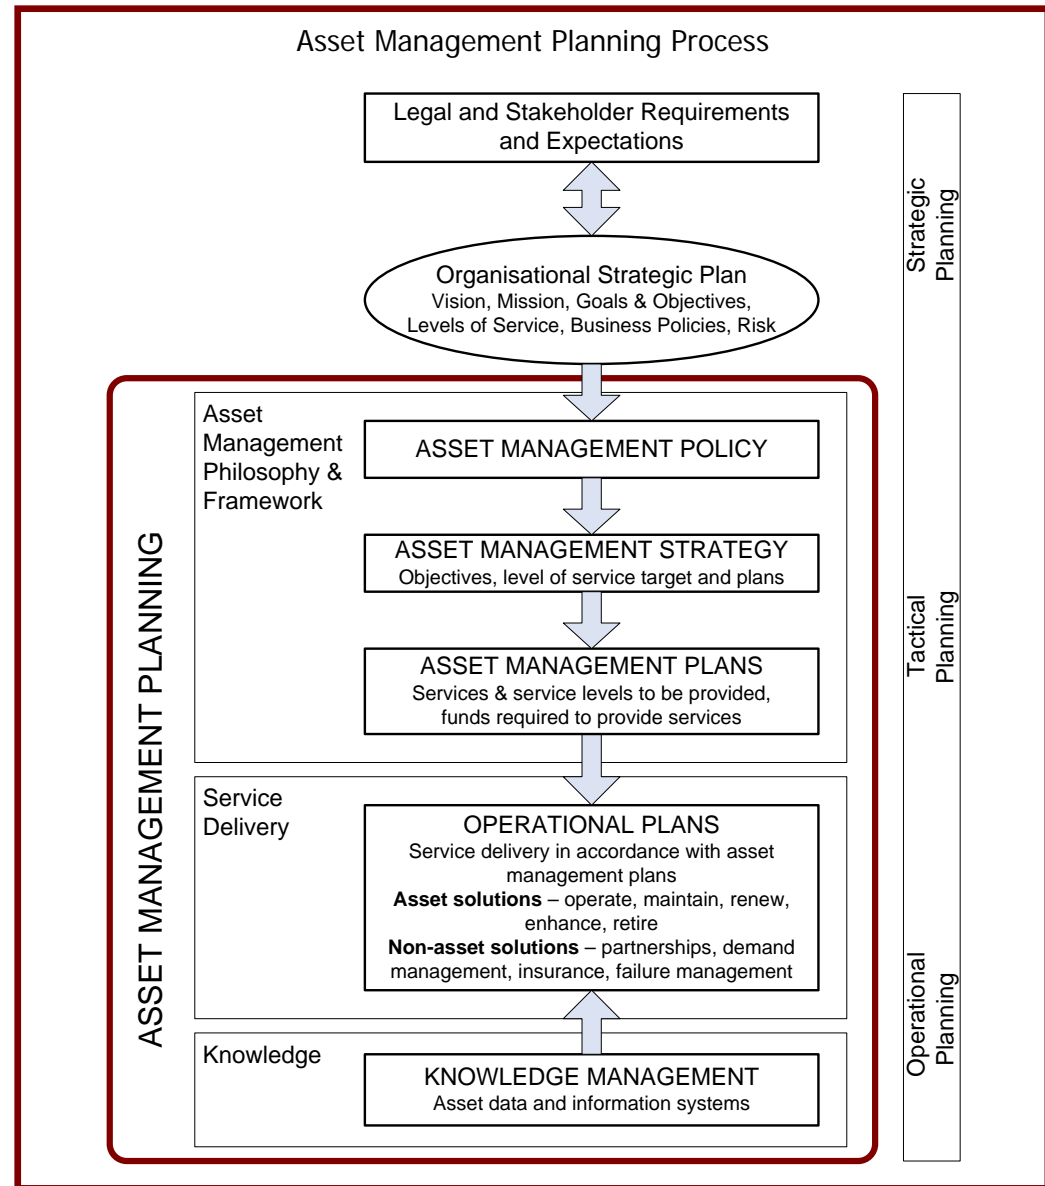 Asset Management Planning Process
Legal and Stakeholder Requirements
and Expectations
Strategic
Planning
Organisational Strategic Plan
Vision, Mission, Goals & Objectives,
Levels of Service, Business Policies, Risk
Asset
Management
Philosophy &
Framework
ASSET MANAGEMENT POLICY
ASSET MANAGEMENT STRATEGY
Objectives, level of service target and plans
Tactical
Planning
ASSET MANAGEMENT PLANS
Services & service levels to be provided,
funds required to provide services
ASSET MANAGEMENT PLANNING
Service
Delivery
OPERATIONAL PLANS
Service delivery in accordance with asset
management plans
Asset solutions – operate, maintain, renew,
enhance, retire
Non-asset solutions – partnerships, demand
management, insurance, failure management
Operational
Planning
Knowledge
KNOWLEDGE MANAGEMENT
Asset data and information systems